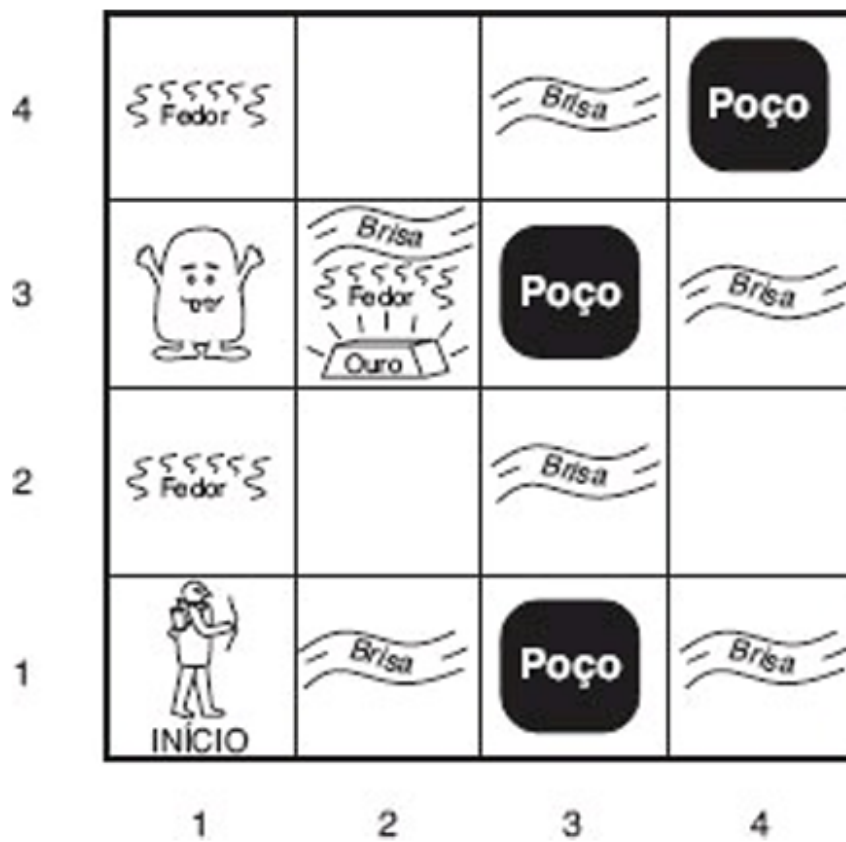 4
Fedor
Brisa
Poço
3
Brisa
Fedor
Ouro
Poço
Brisa
2
Fedor
Brisa
1
INÍCIO
Brisa
Poço
Brisa
1 2 3 4